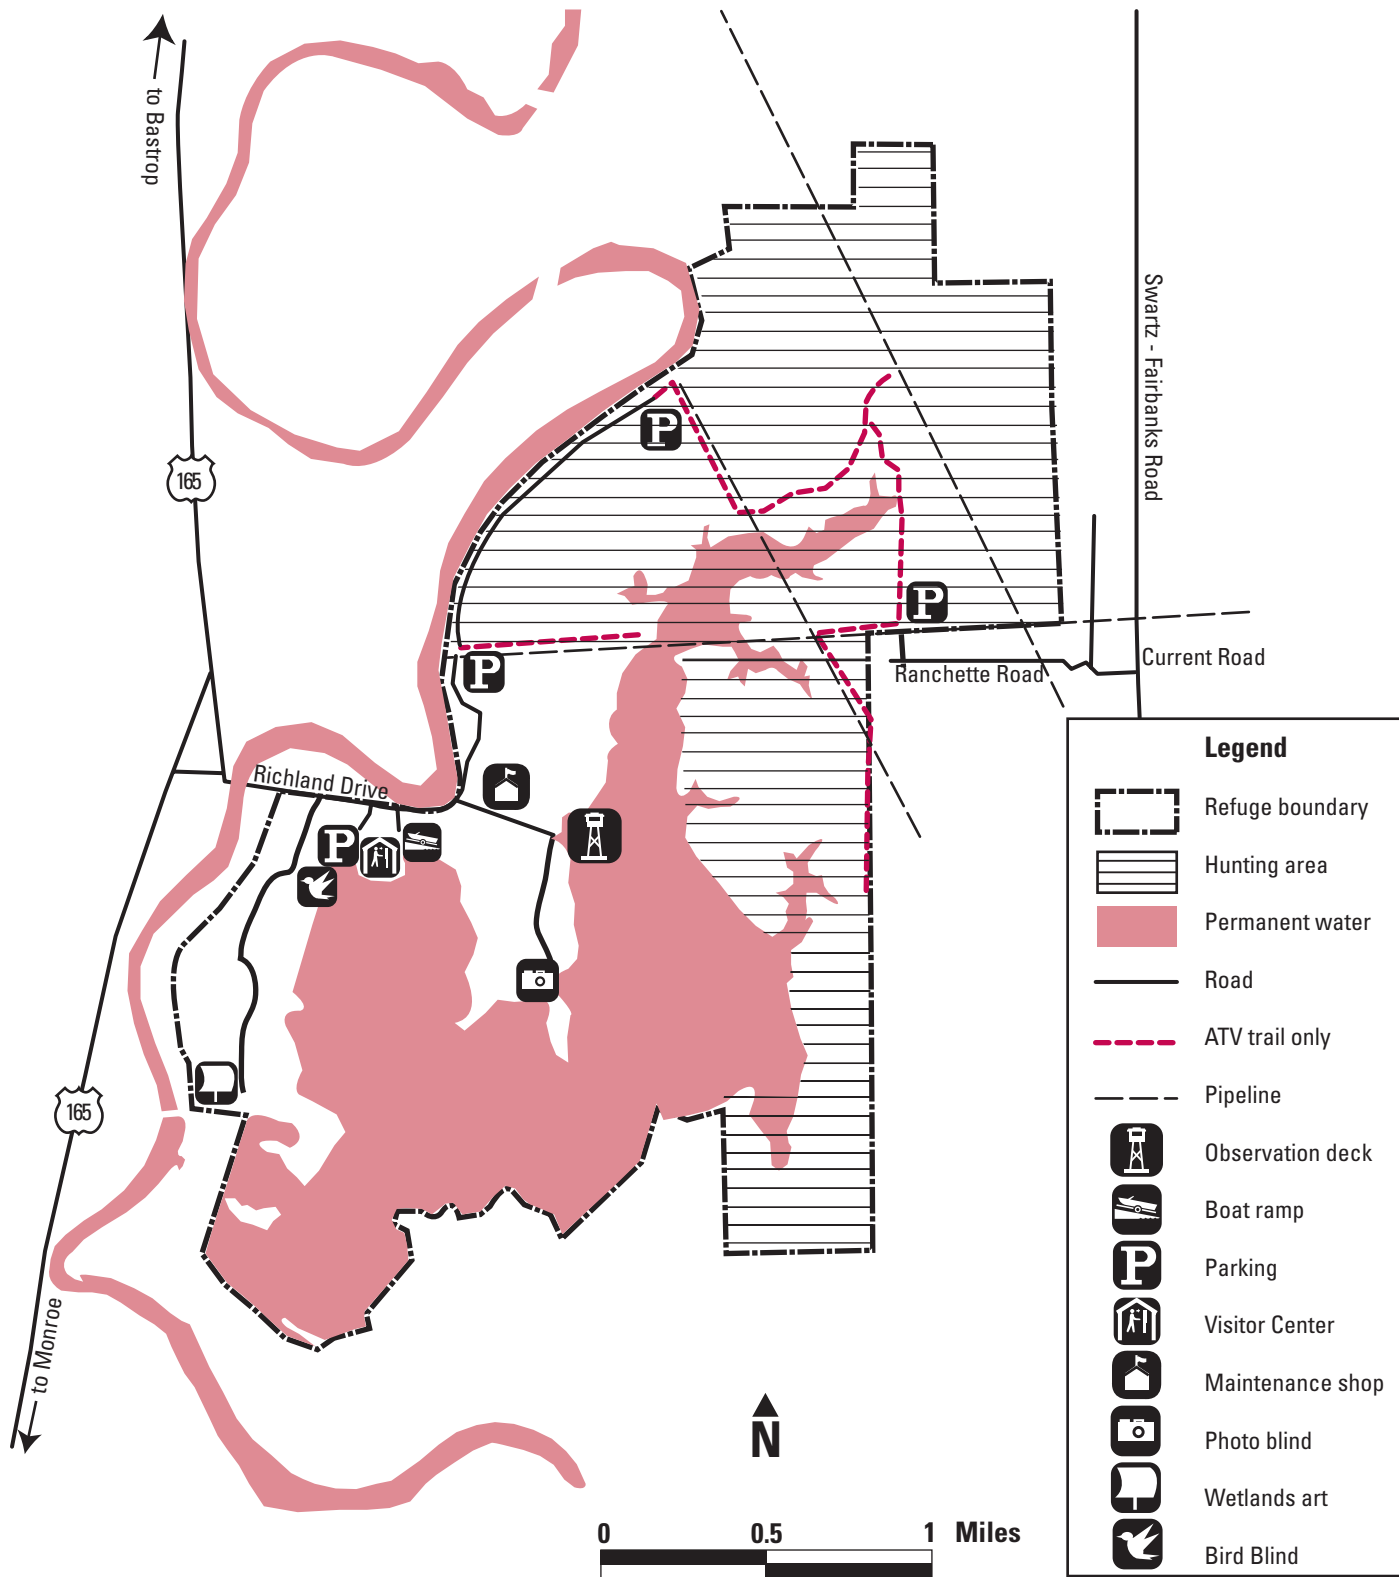 to Bastrop
Swartz - Fairbanks Road
165
P
P
P
Current Road
Ranchette Road
Richland Drive
P
165
to Monroe
N
0 0.5 1 Miles
Legend
Refuge boundary
Hunting area
Permanent water
Road
ATV trail only
Pipeline
Observation deck
Boat ramp
P Parking
Visitor Center
Maintenance shop
Photo blind
Wetlands art
Bird Blind